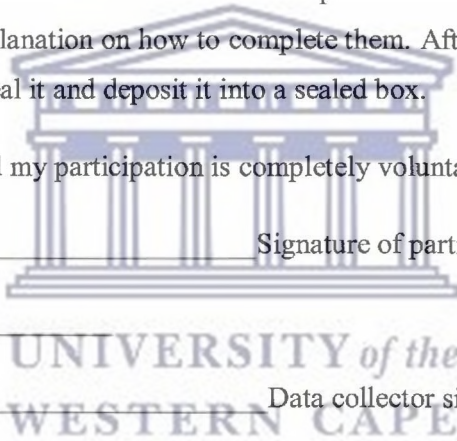 lanation on how to complete them. Aft
al it and deposit it into a sealed box.
my participation is completely volunta
Signature of parti
UNIVERSITY of the
Data collector si
WESTERN CAPE